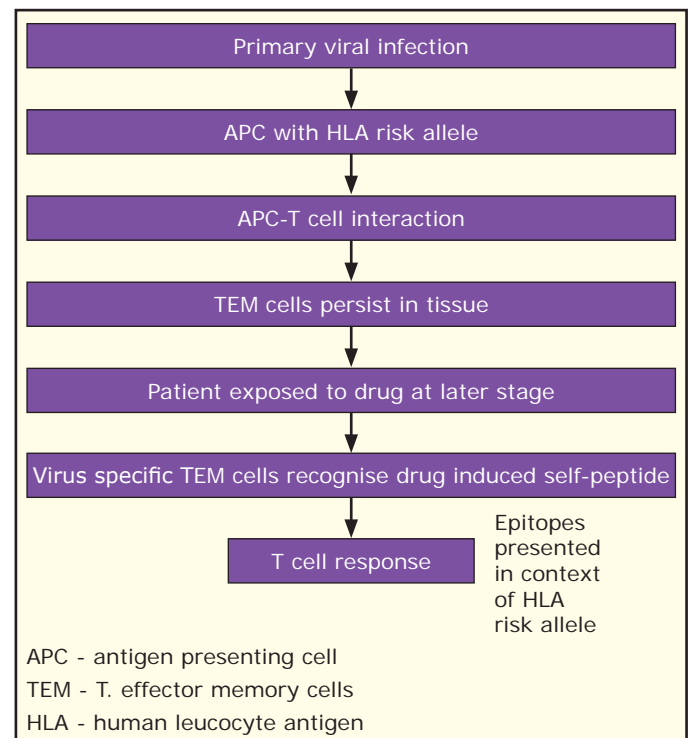 Primary viral infection
APC with HLA risk allele
APC-T cell interaction
TEM cells persist in tissue
Patient exposed to drug at later stage
Virus specific TEM cells recognise drug induced self-peptide
T cell response
Epitopes
presented
in context
of HLA
risk allele
APC - antigen presenting cell
TEM - T. effector memory cells
HLA - human leucocyte antigen